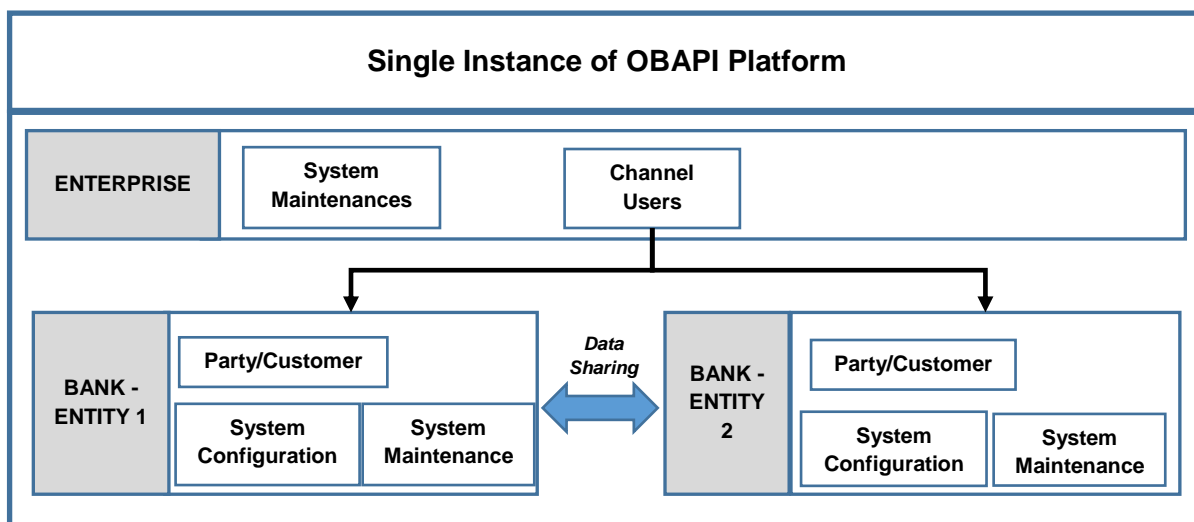 Single Instance of OBAPI Platform
ENTERPRISE
System
Maintenances
Channel
Users
BANK -
ENTITY 1
Party/Customer
System
Configuration
System
Maintenance
Data
Sharing
BANK -
ENTITY
2
Party/Customer
System
Configuration
System
Maintenance